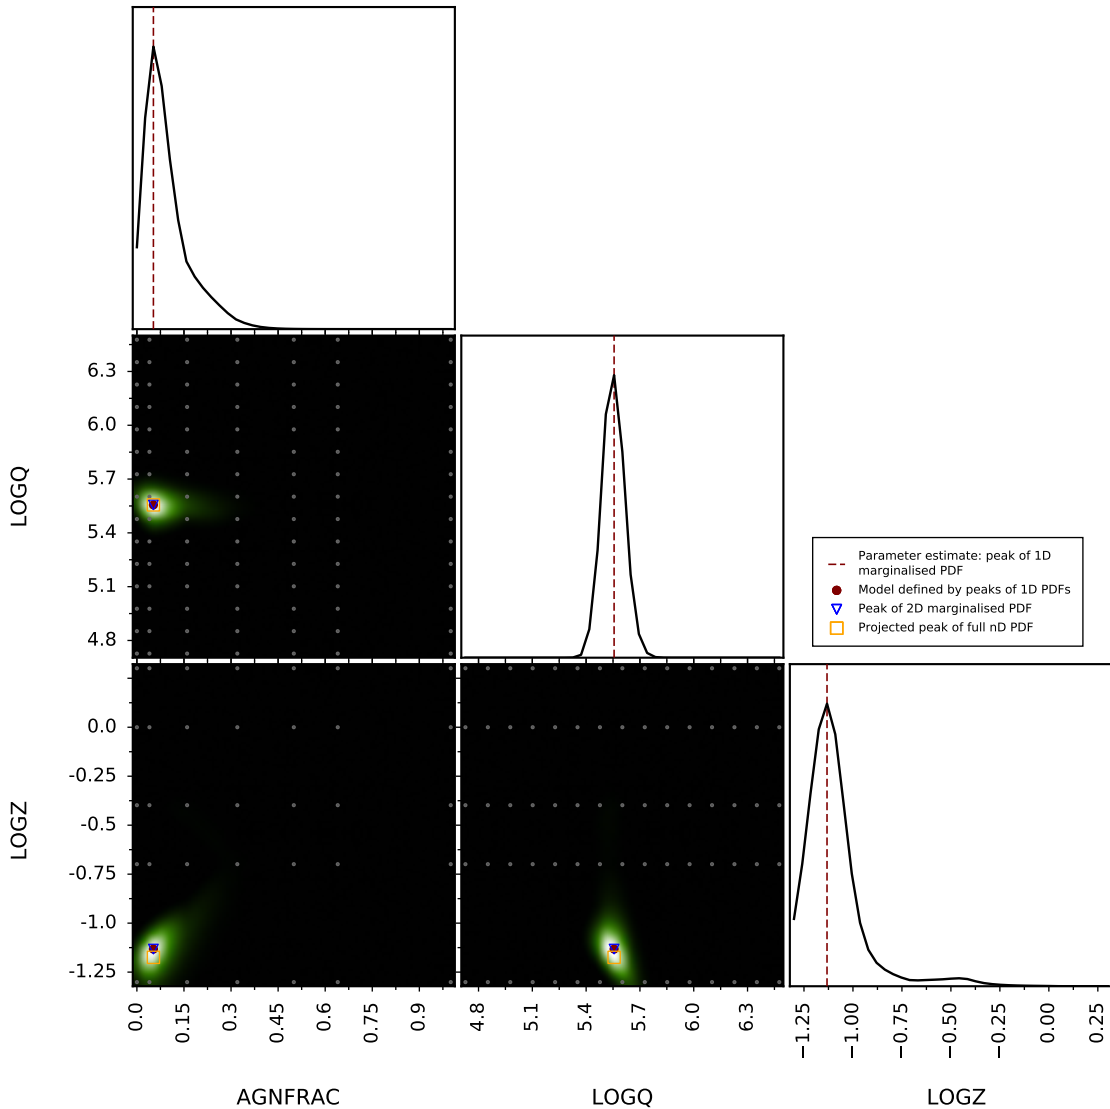 6.3
6.0
5.7
5.4
5.1
4.8
LOGQ
Parameter estimate: peak of 1D
marginalised PDF
Model defined by peaks of 1D PDFs
Peak of 2D marginalised PDF
Projected peak of full nD PDF
0.0
-0.25
-0.5
-0.75
-1.0
-1.25
LOGZ
0.0 0.15 0.3 0.45 0.6 0.75 0.9
4.8 5.1 5.4 5.7 6.0 6.3
−1.25 −1.00 −0.75 −0.50 −0.25 0.00 0.25
AGNFRAC LOGQ LOGZ